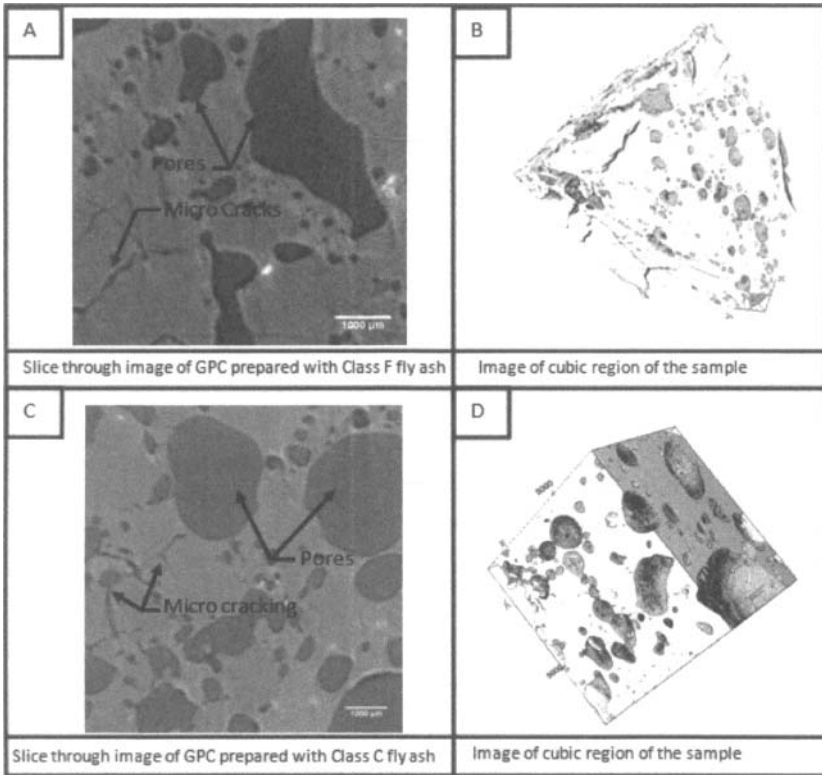 A
Pores
Micro Cracks
1000 µm
B
Slice through image of GPC prepared with Class F fly ash
Image of cubic region of the sample
C
Pores
Micro cracking
1000 µm
D
Slice through image of GPC prepared with Class C fly ash
Image of cubic region of the sample